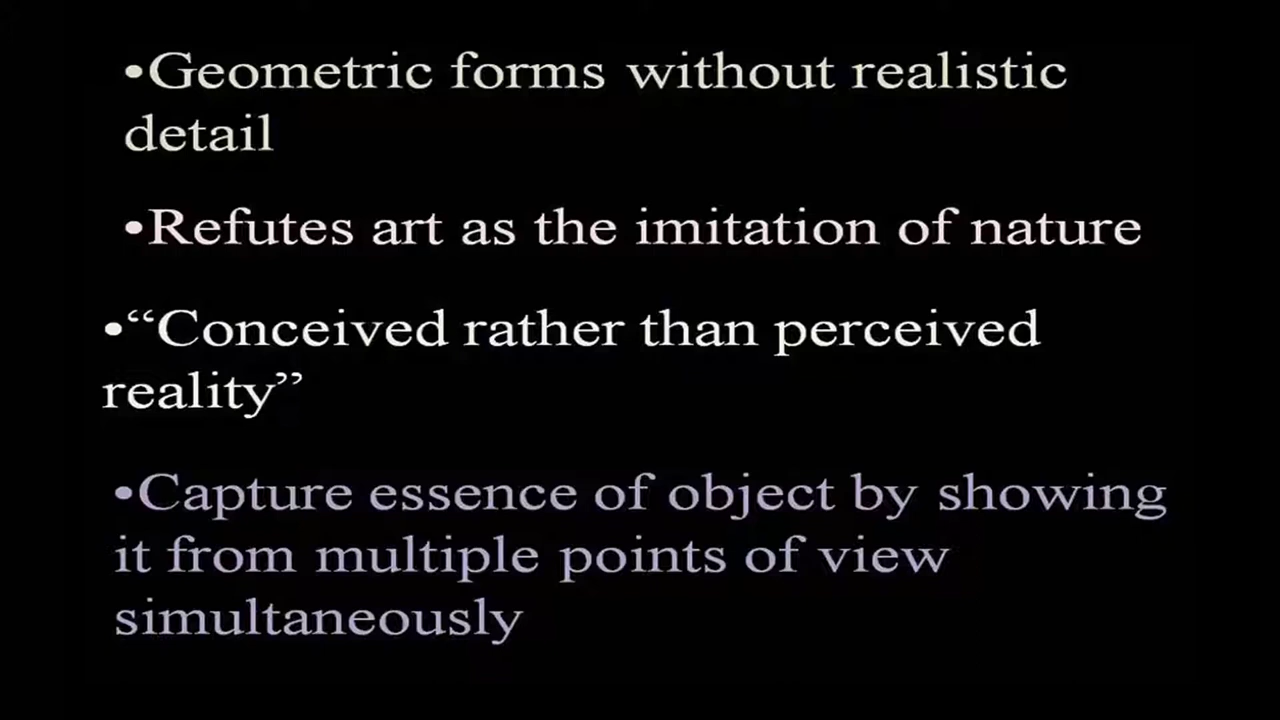 •Geometric forms without realistic
detail
•Refutes art as the imitation of nature
•“Conceived rather than perceived
reality”
•Capture essence of object by showing
it from multiple points of view
simultaneously